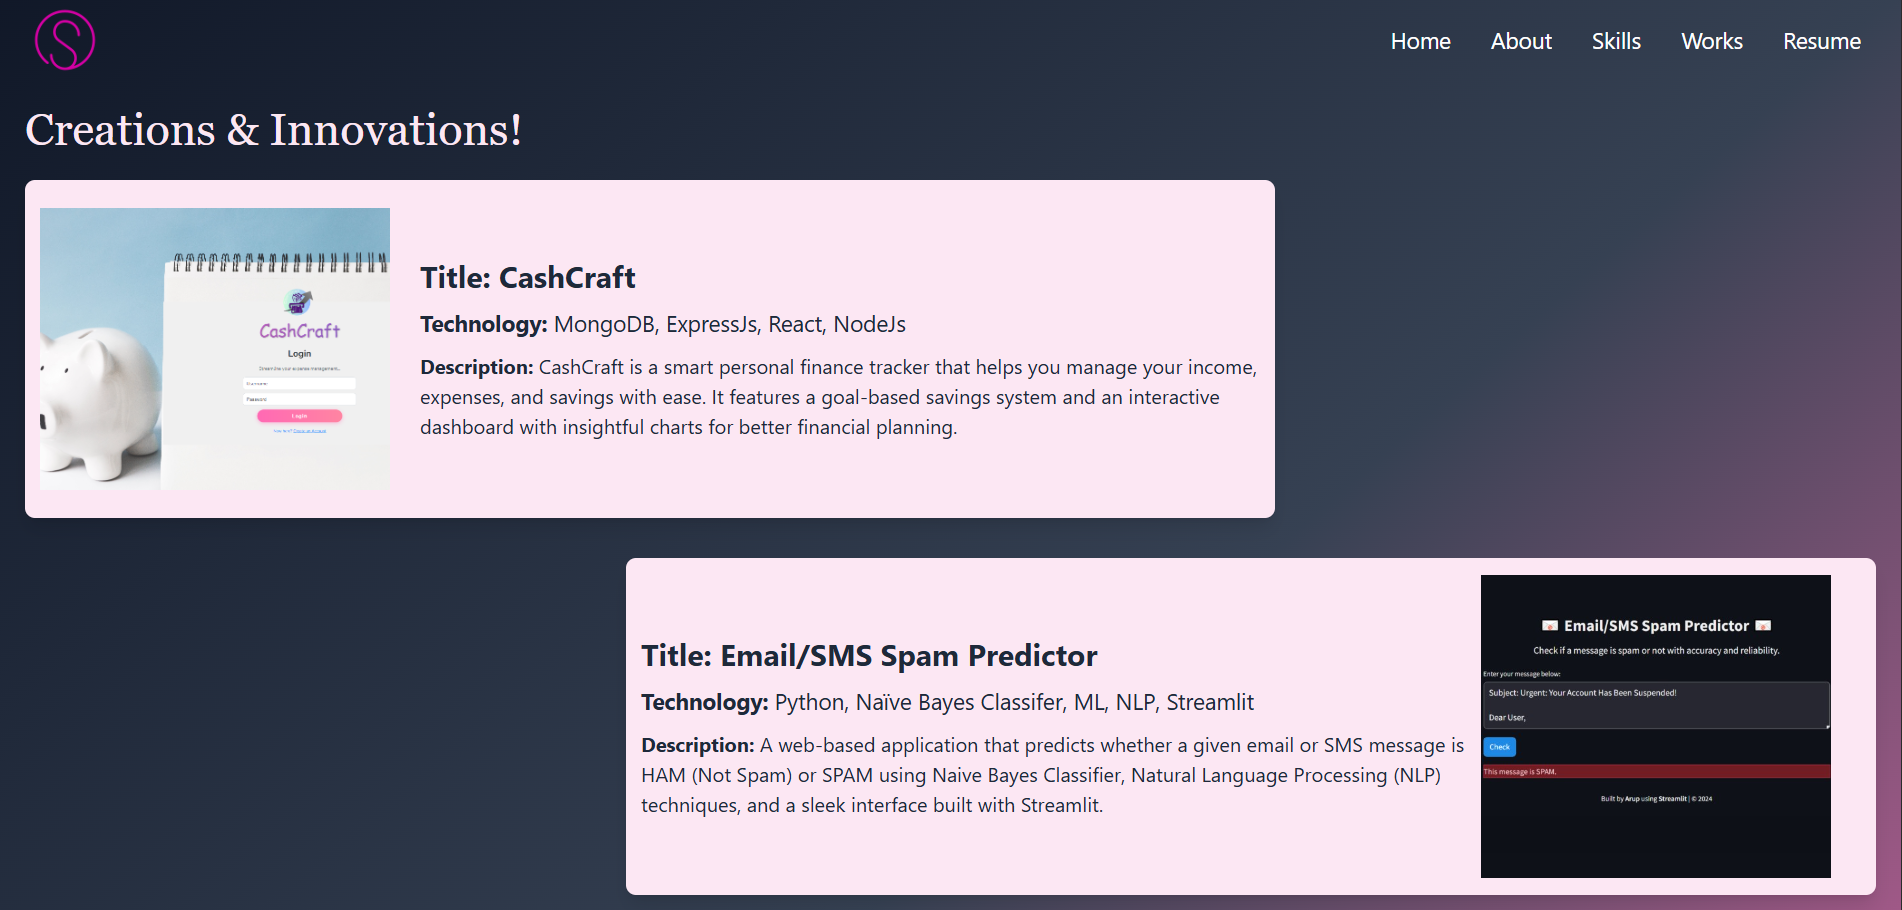 S
Home About Skills Works Resume
Creations & Innovations!
CashCraft
Login
Streamline your expense management...
Username
Password
Login
Title: CashCraft
Technology: MongoDB, ExpressJs, React, NodeJs
Description: CashCraft is a smart personal finance tracker that helps you manage your income,
expenses, and savings with ease. It features a goal-based savings system and an interactive
dashboard with insightful charts for better financial planning.
Title: Email/SMS Spam Predictor
Technology: Python, Naïve Bayes Classifer, ML, NLP, Streamlit
Description: A web-based application that predicts whether a given email or SMS message is
HAM (Not Spam) or SPAM using Naive Bayes Classifier, Natural Language Processing (NLP)
techniques, and a sleek interface built with Streamlit.
Email/SMS Spam Predictor
Check if a message is spam or not with accuracy and reliability.
Enter your message below:
Subject: Urgent: Your Account Has Been Suspended!
Dear User,
Check
This message is SPAM.
Built by Arup using Streamlit | © 2024